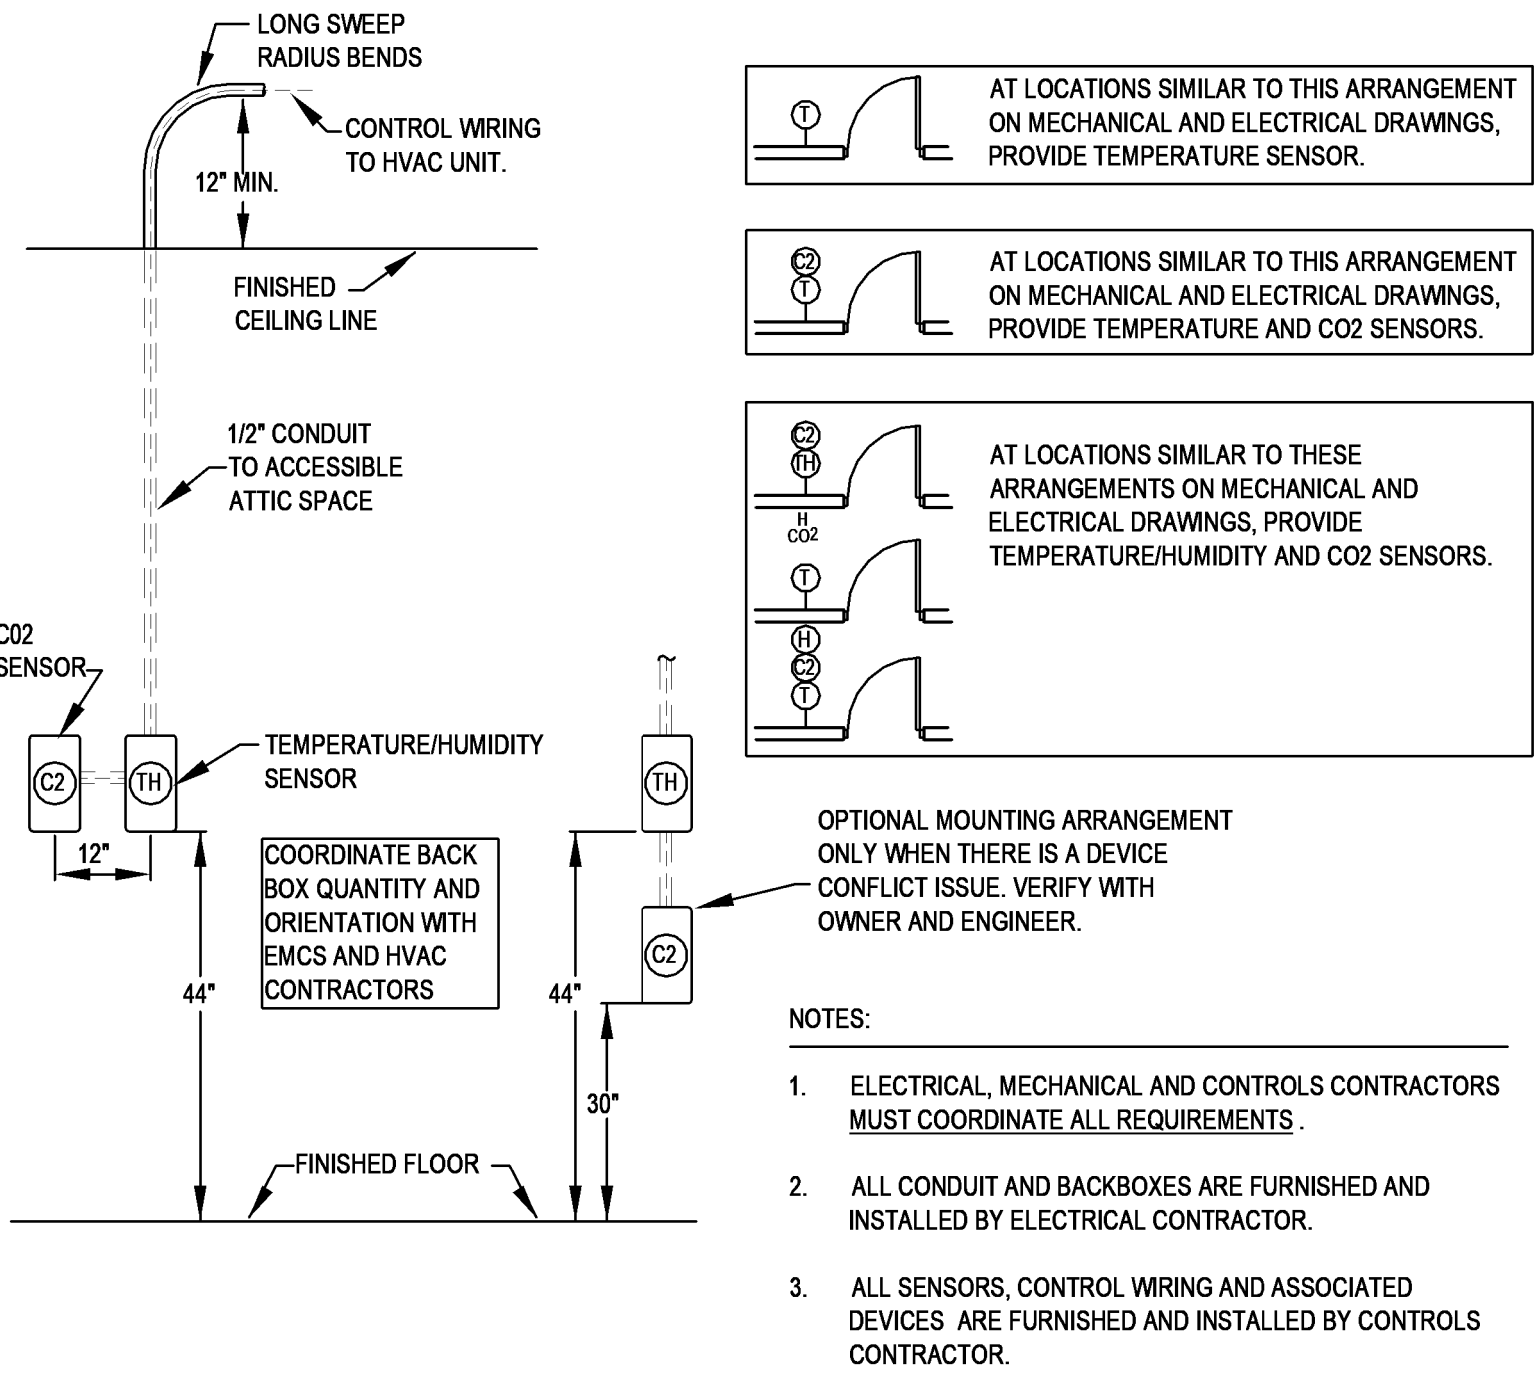 LONG SWEEP
RADIUS BENDS
CONTROL WIRING
TO HVAC UNIT.
12" MIN.
FINISHED
CEILING LINE
1/2" CONDUIT
TO ACCESSIBLE
ATTIC SPACE
C02
SENSOR
C2
TH
TEMPERATURE/HUMIDITY
SENSOR
12"
COORDINATE BACK
BOX QUANTITY AND
ORIENTATION WITH
EMCS AND HVAC
CONTRACTORS
44"
44"
30"
TH
C2
FINISHED FLOOR
OPTIONAL MOUNTING ARRANGEMENT
ONLY WHEN THERE IS A DEVICE
CONFLICT ISSUE. VERIFY WITH
OWNER AND ENGINEER.
T
AT LOCATIONS SIMILAR TO THIS ARRANGEMENT
ON MECHANICAL AND ELECTRICAL DRAWINGS,
PROVIDE TEMPERATURE SENSOR.
C2
T
AT LOCATIONS SIMILAR TO THIS ARRANGEMENT
ON MECHANICAL AND ELECTRICAL DRAWINGS,
PROVIDE TEMPERATURE AND CO2 SENSORS.
C2
TH
H
CO2
T
H
C2
T
AT LOCATIONS SIMILAR TO THESE
ARRANGEMENTS ON MECHANICAL AND
ELECTRICAL DRAWINGS, PROVIDE
TEMPERATURE/HUMIDITY AND CO2 SENSORS.
NOTES:
1. ELECTRICAL, MECHANICAL AND CONTROLS CONTRACTORS
MUST COORDINATE ALL REQUIREMENTS .
2. ALL CONDUIT AND BACKBOXES ARE FURNISHED AND
INSTALLED BY ELECTRICAL CONTRACTOR.
3. ALL SENSORS, CONTROL WIRING AND ASSOCIATED
DEVICES ARE FURNISHED AND INSTALLED BY CONTROLS
CONTRACTOR.